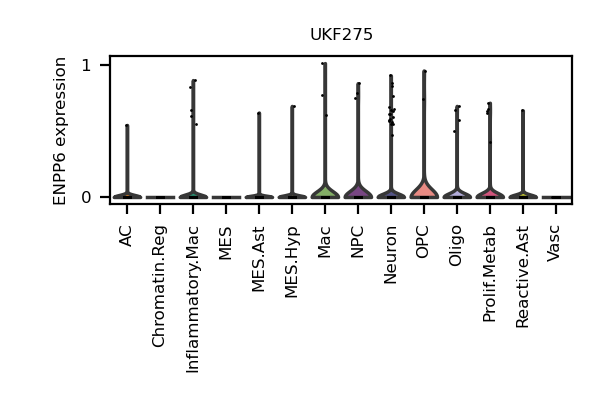 UKF275
ENPP6 expression
1
0
AC
Chromatin.Reg
Inflammatory.Mac
MES
MES.Ast
MES.Hyp
Mac
NPC
Neuron
OPC
Oligo
Prolif.Metab
Reactive.Ast
Vasc